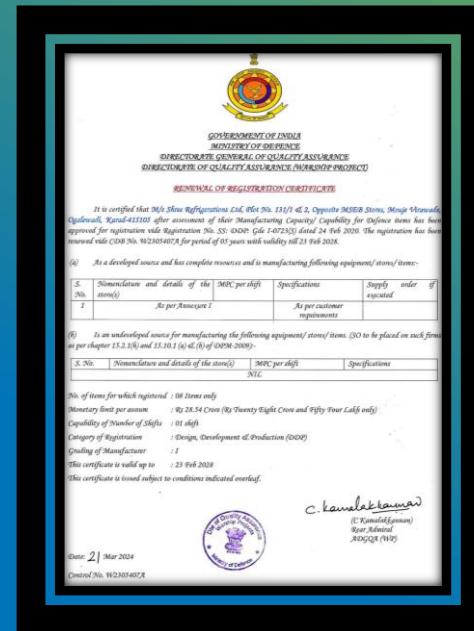 GOVERNMENT OF INDIA
MINISTRY OF DEFENCE
DIRECTORATE GENERAL OF QUALITY ASSURANCE
DIRECTORATE OF QUALITY ASSURANCE (WARSHIP PROJECT)
RENEWAL OF REGISTRATION CERTIFICATE
It is certified that M/s Shree Refrigerations Ltd, Plot No. 131/1 & 2, Opposite MSEB Stores, Mouje Virawade,
Ogalewadi, Karad-415105 after assessment of their Manufacturing Capacity/ Capability for Defence items has been
approved for registration vide Registration No. SS: DDP: Gde I-0723(S) dated 24 Feb 2020. The registration has been
renewed vide CDB No. W2305407A for period of 05 years with validity till 23 Feb 2028.
(a) As a developed source and has complete resources and is manufacturing following equipment/ stores/ items:-
S. No. Nomenclature and details of the store(s) MPC per shift Specifications Supply order if executed
1 As per Annexure I As per customer requirements
(b) Is an undeveloped source for manufacturing the following equipment/ stores/ items. (SO to be placed on such firms
as per chapter 15.2.1(h) and 15.10.1 (a) & (b) of DPM-2009):-
S. No. Nomenclature and details of the store(s) MPC per shift Specifications
NIL
No. of items for which registered : 08 Items only
Monetary limit per annum : Rs 28.54 Crore (Rs Twenty Eight Crore and Fifty Four Lakh only)
Capability of Number of Shifts : 01 shift
Category of Registration : Design, Development & Production (DDP)
Grading of Manufacturer : I
This certificate is valid up to : 23 Feb 2028
This certificate is issued subject to conditions indicated overleaf.
C. Kamalakkannan
(C Kamalakkannan)
Rear Admiral
ADGQA (WP)
Dte of Quality Assurance
Warship Projects
Ministry of Defence
Date: 21 Mar 2024
Control No. W2305407A